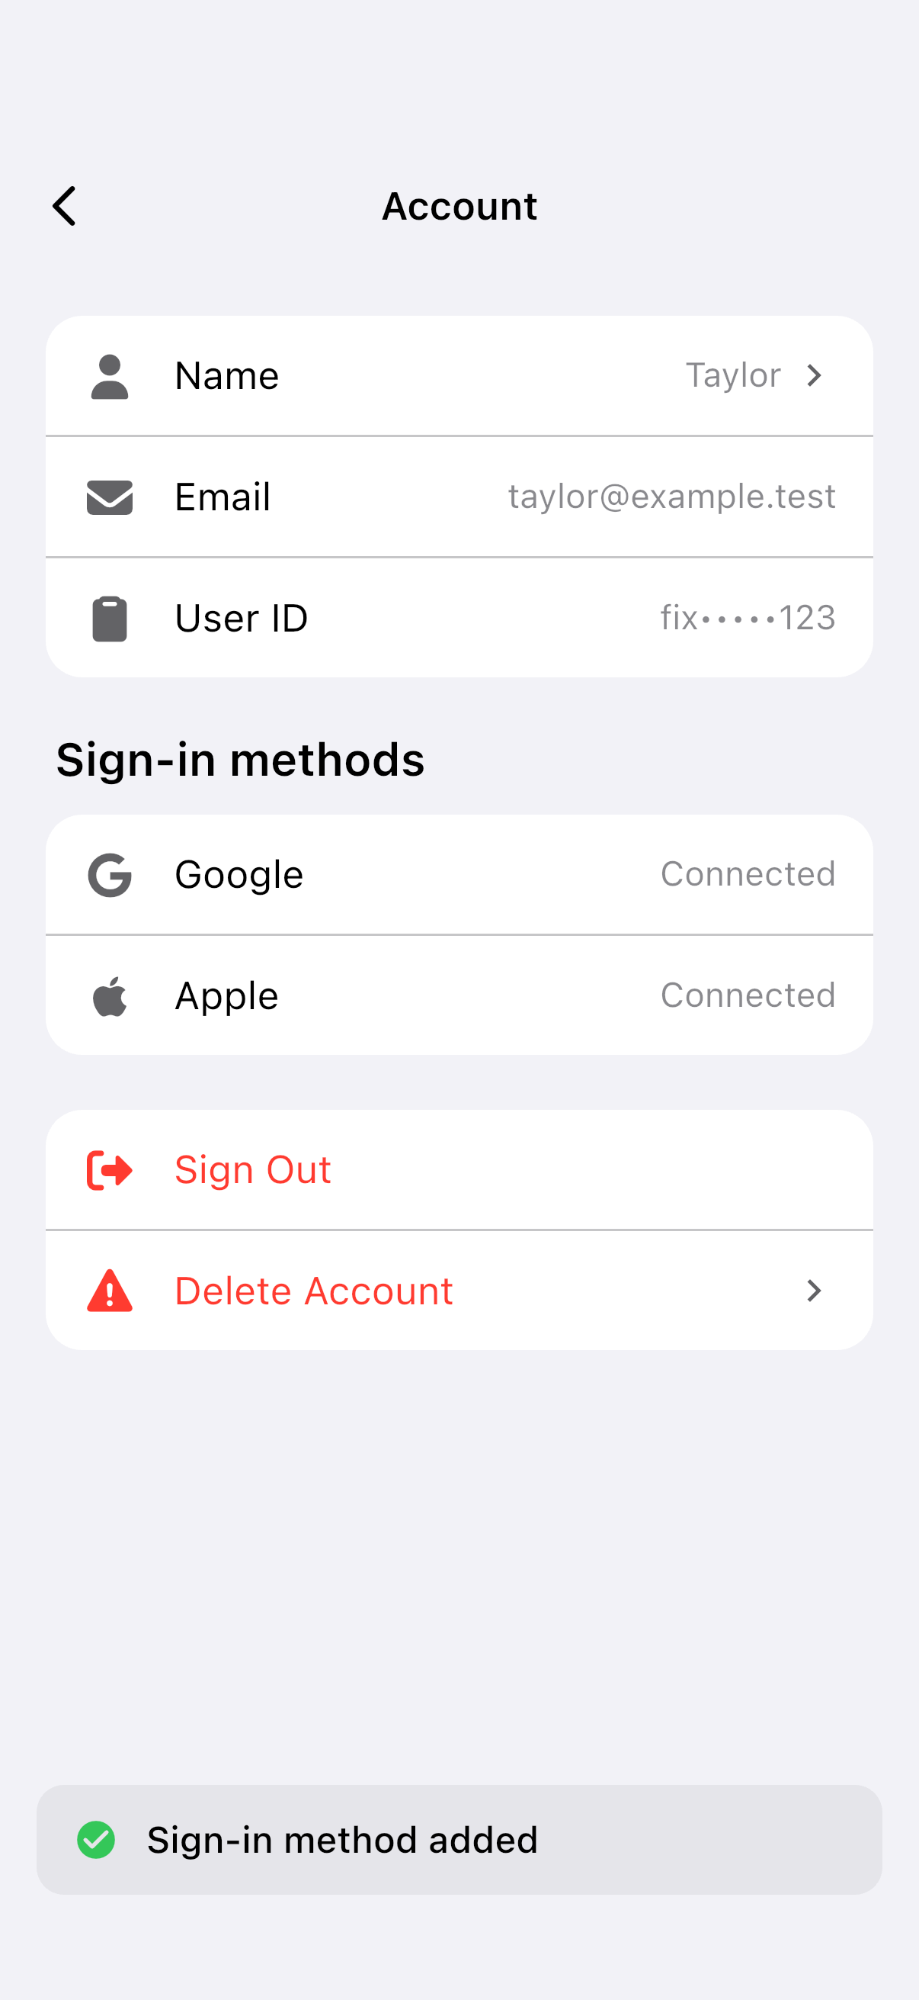 Account
Name Taylor
Email taylor@example.test
User ID fix•••••123
Sign-in methods
Google Connected
Apple Connected
Sign Out
Delete Account
Sign-in method added